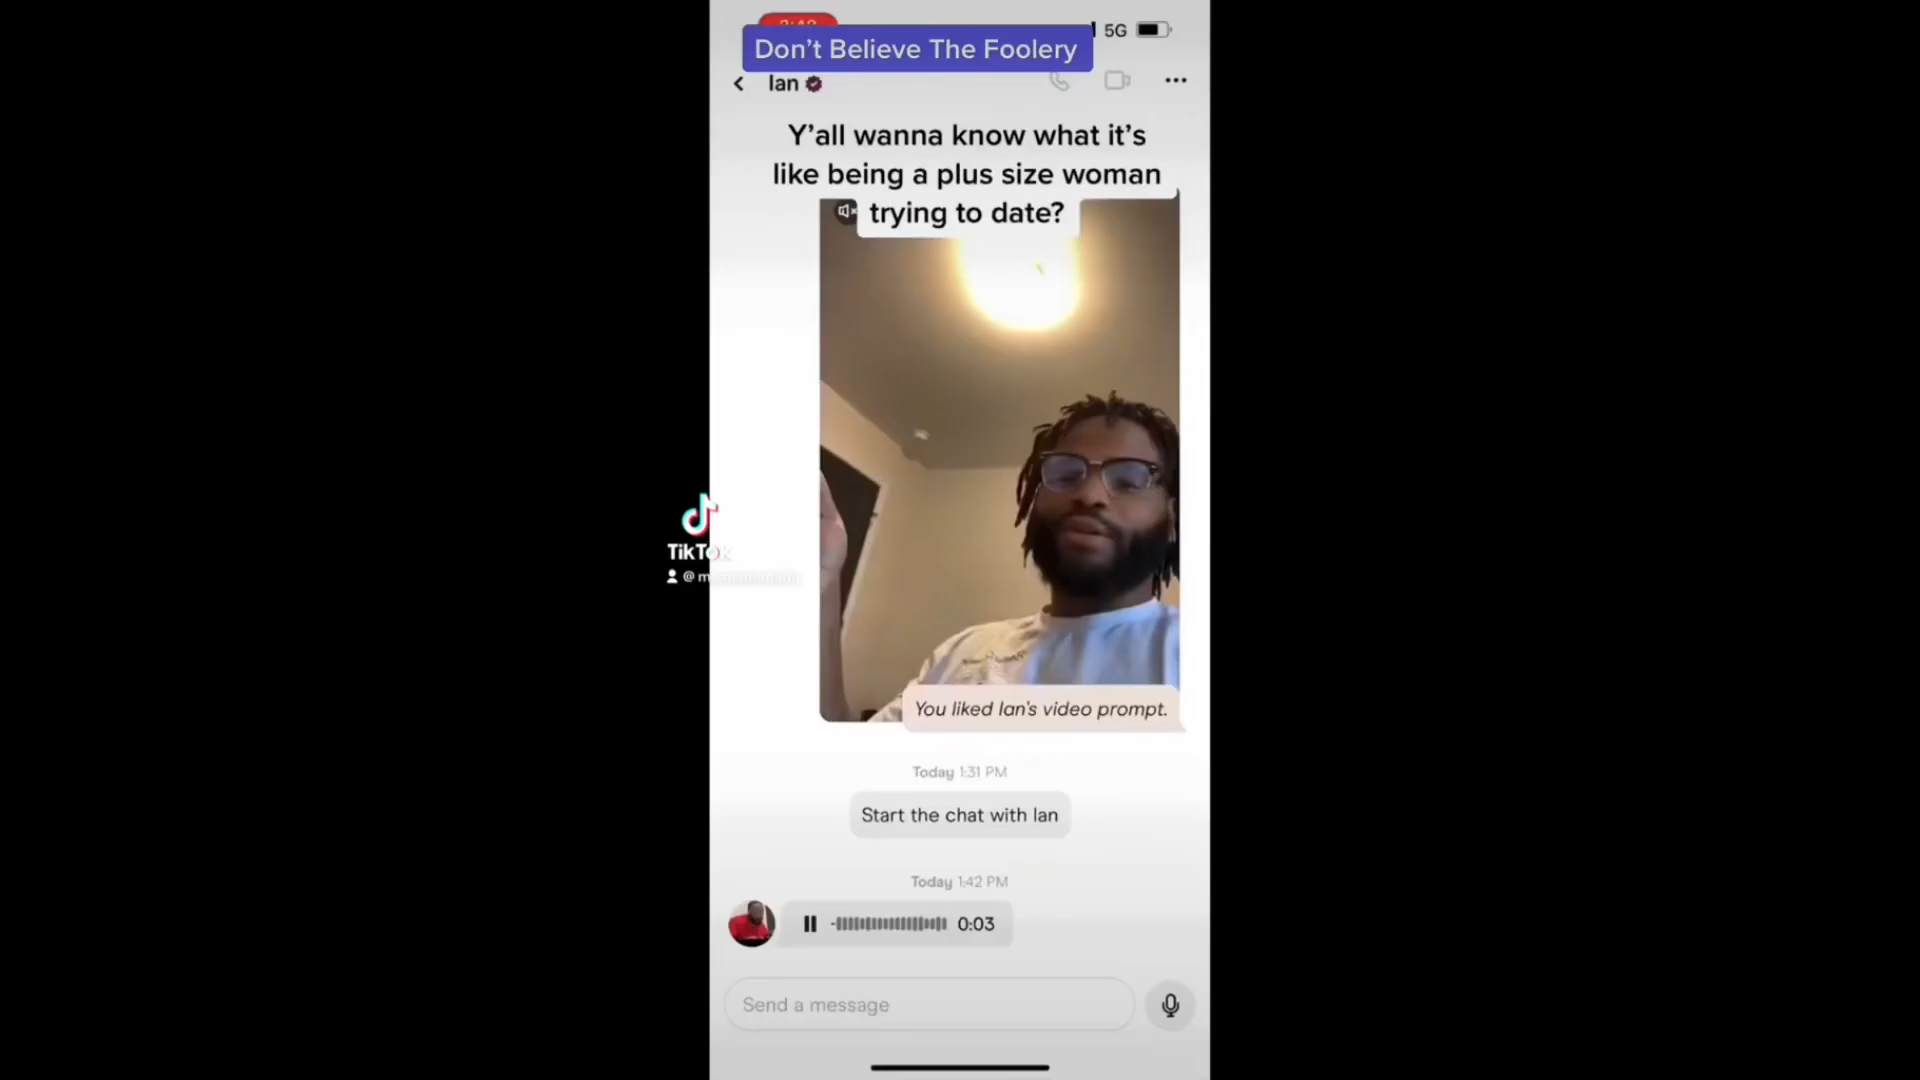 5G
Don't Believe The Foolery
Ian
Y'all wanna know what it's
like being a plus size woman
trying to date?
TikTok
You liked Ian's video prompt.
Today 1:31 PM
Start the chat with Ian
Today 1:42 PM
0:03
Send a message